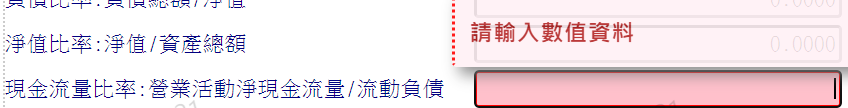 負債比率:負債總額/淨值
0.0000
請輸入數值資料
淨值比率:淨值/資產總額
0.0000
現金流量比率:營業活動淨現金流量/流動負債